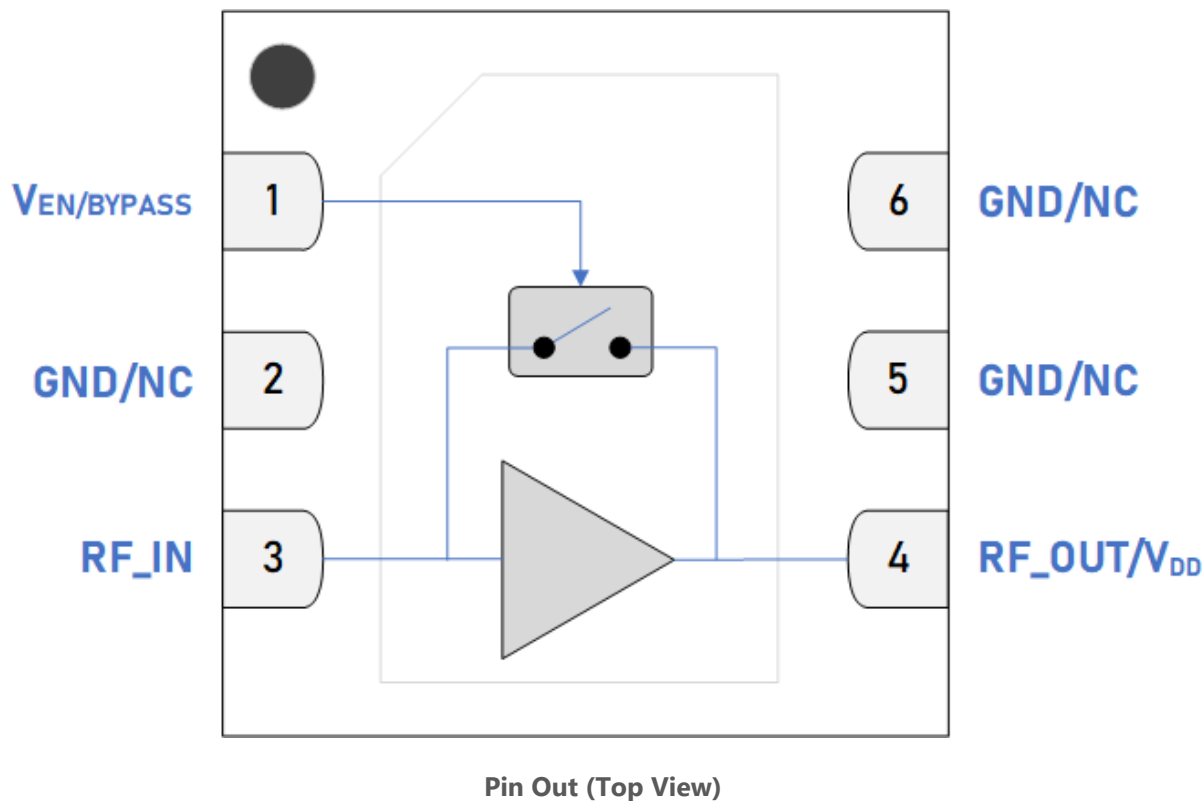 VEN/BYPASS 1 6 GND/NC
GND/NC 2 5 GND/NC
RF_IN 3 4 RF_OUT/VDD
Pin Out (Top View)